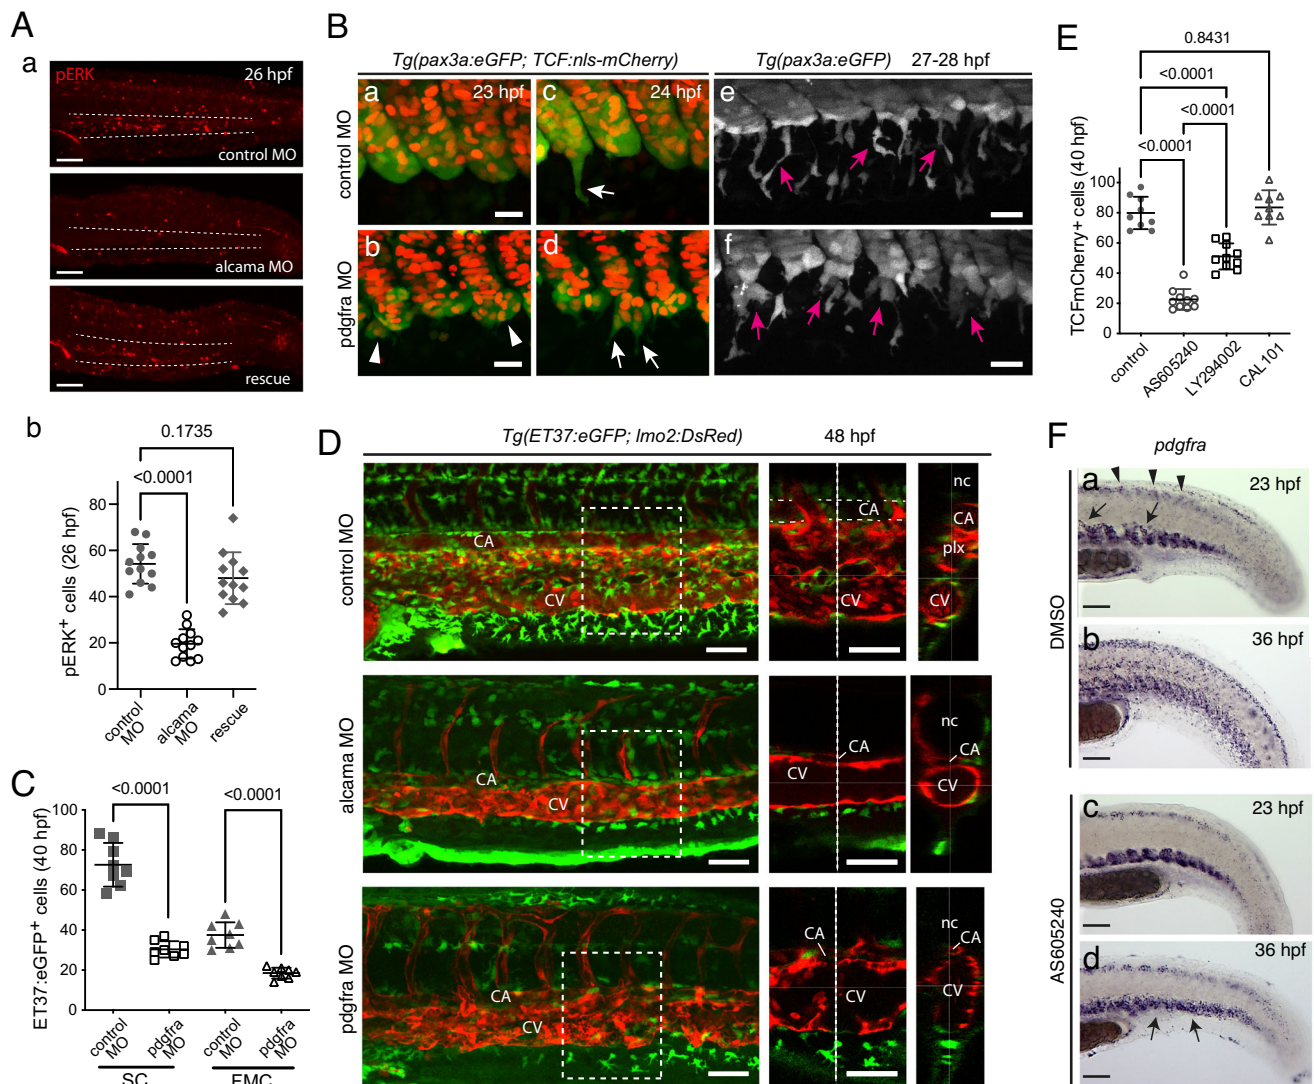 A
a
pERK
26 hpf
control MO
alcama MO
rescue
b
0.1735
<0.0001
pERK+ cells (26 hpf)
80
60
40
20
0
control MO
alcama MO
rescue
B
Tg(pax3a:eGFP; TCF:nls-mCherry)
Tg(pax3a:eGFP) 27-28 hpf
control MO
pdgfra MO
a
23 hpf
c
24 hpf
e
b
d
f
C
<0.0001
<0.0001
ET37:eGFP+ cells (40 hpf)
100
80
60
40
20
0
control MO
pdgfra MO
control MO
pdgfra MO
SC
EMC
D
Tg(ET37:eGFP; lmo2:DsRed)
48 hpf
control MO
CA
CV
CA
CV
nc
CA
plx
CV
alcama MO
CA
CV
CA
CV
nc
CA
CV
pdgfra MO
CA
CV
CA
CV
nc
CA
CV
E
0.8431
<0.0001
<0.0001
<0.0001
TCFmCherry+ cells (40 hpf)
100
80
60
40
20
0
control
AS605240
LY294002
CAL101
F
pdgfra
DMSO
a
23 hpf
b
36 hpf
AS605240
c
23 hpf
d
36 hpf